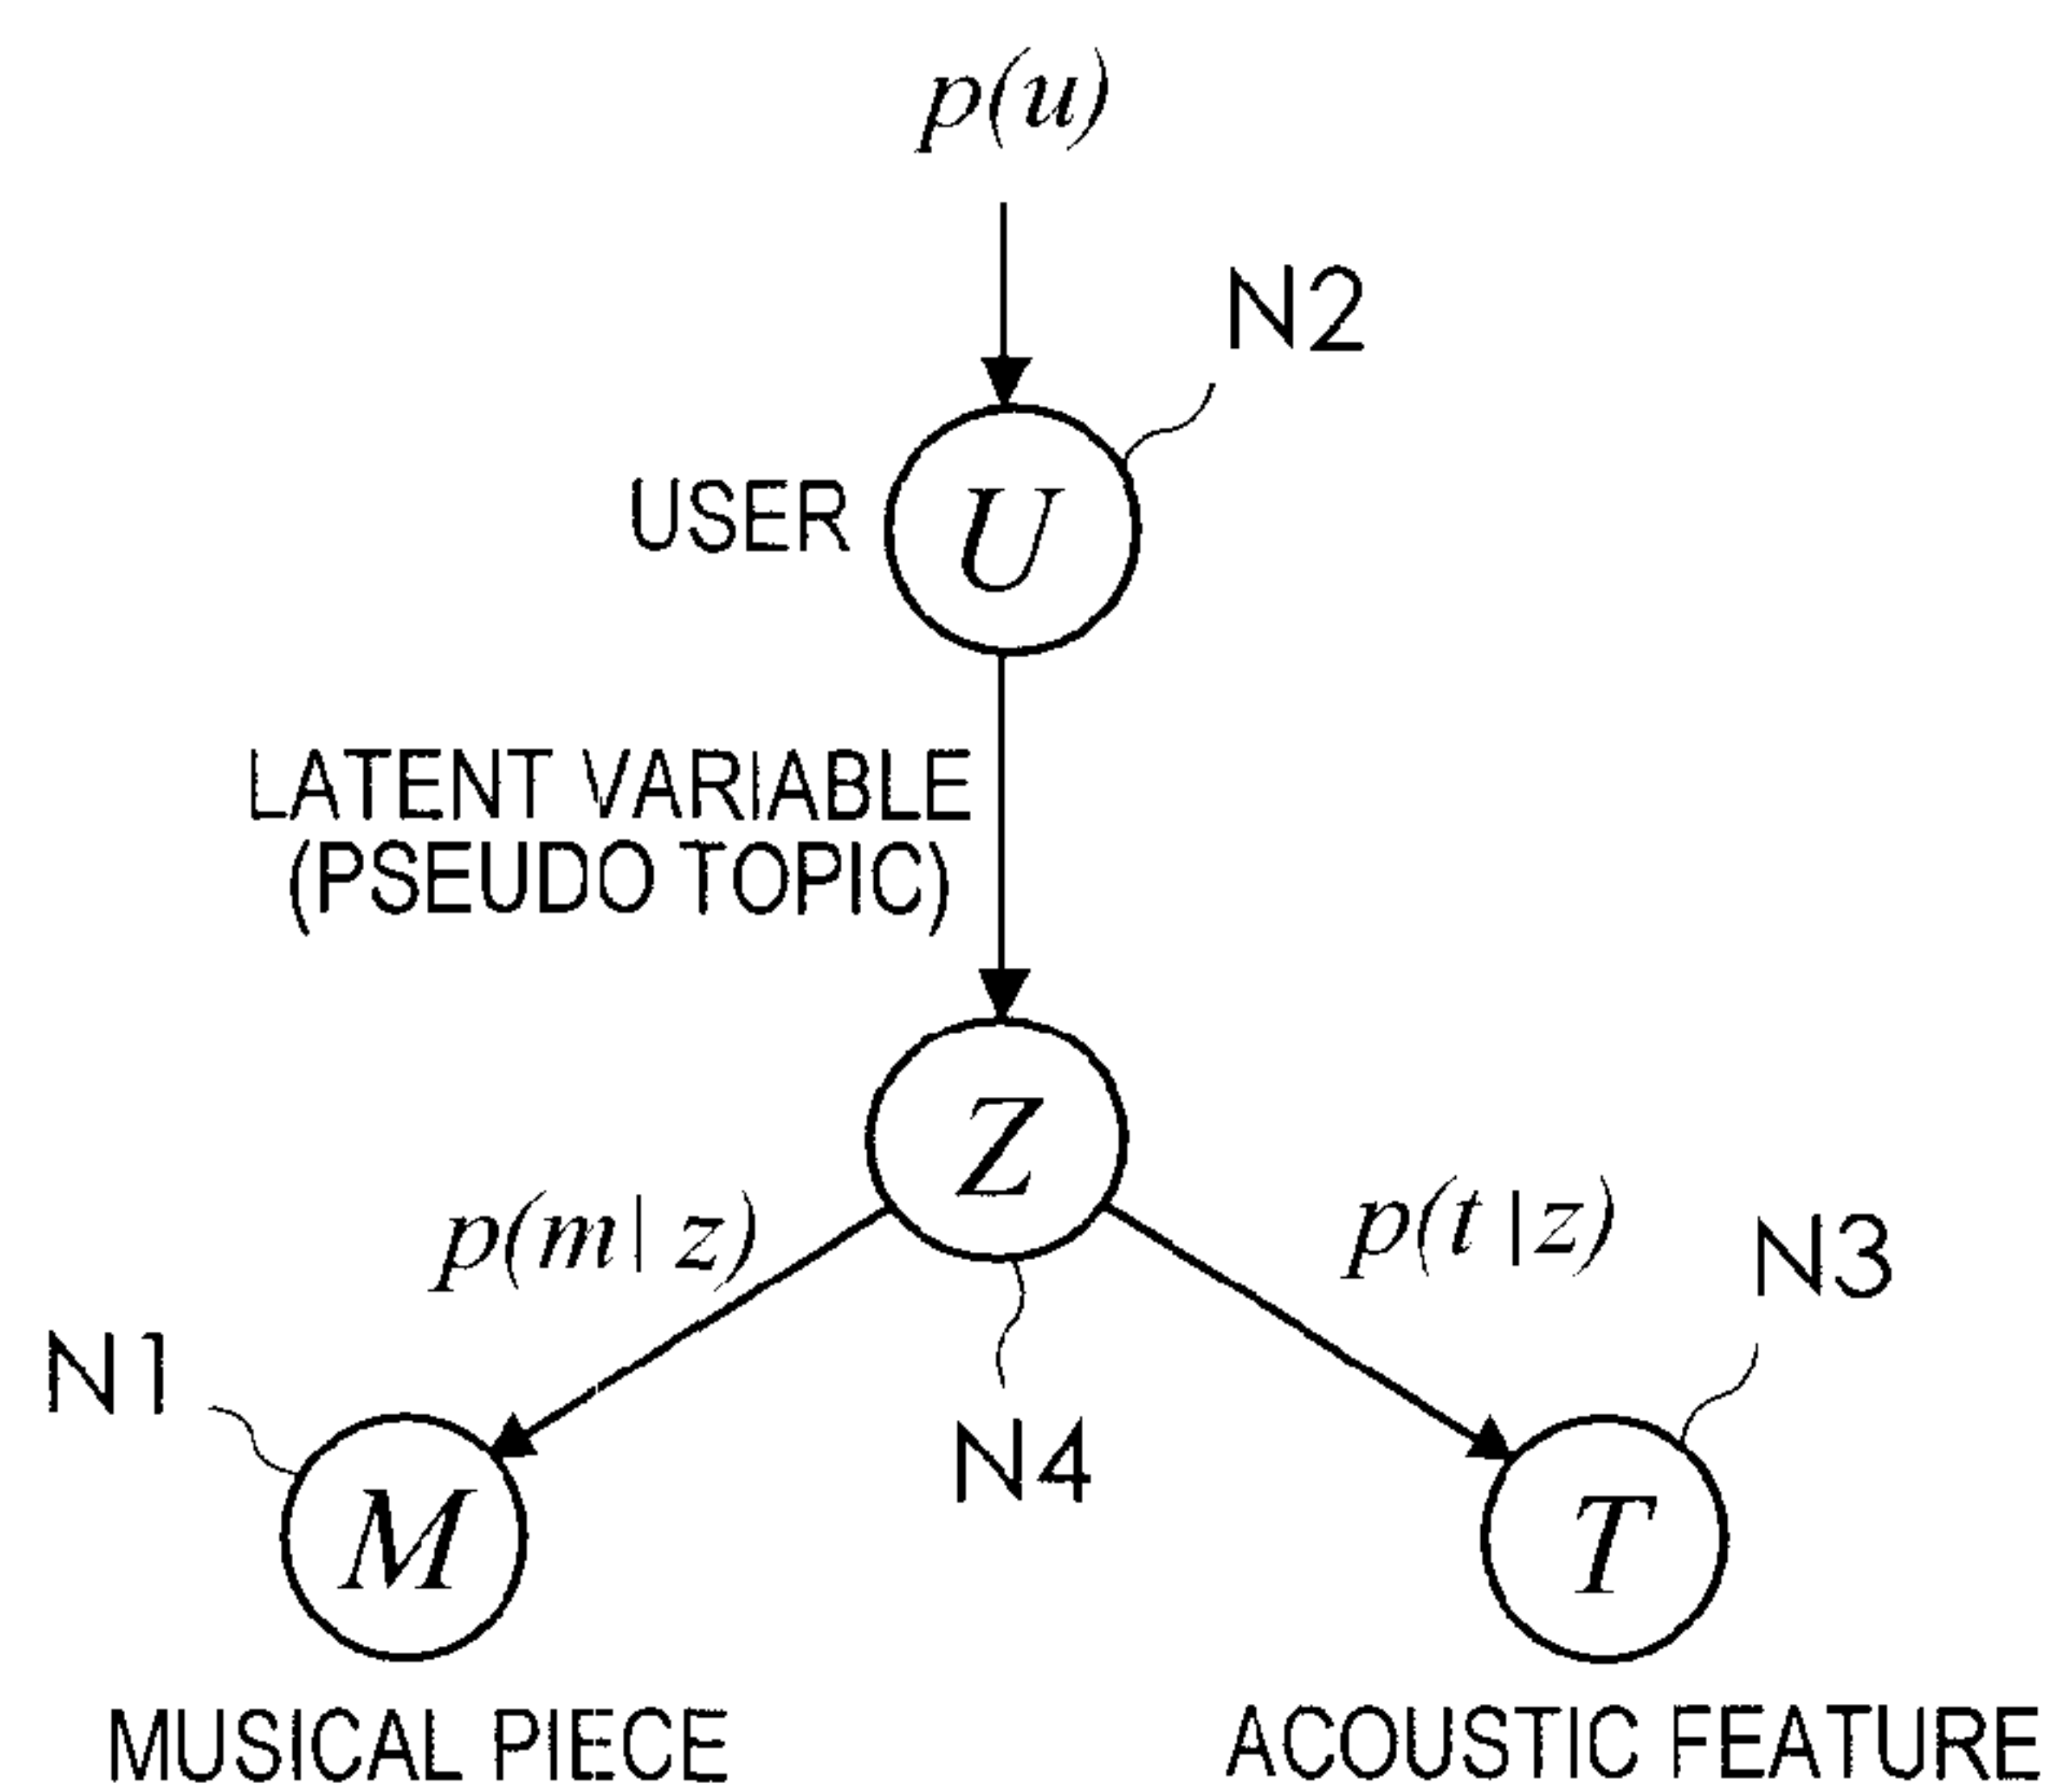 p(u)
N2
USER
U
LATENT VARIABLE
(PSEUDO TOPIC)
Z
p(m|z)
p(t|z)
N3
N1
N4
M
T
MUSICAL PIECE
ACOUSTIC FEATURE